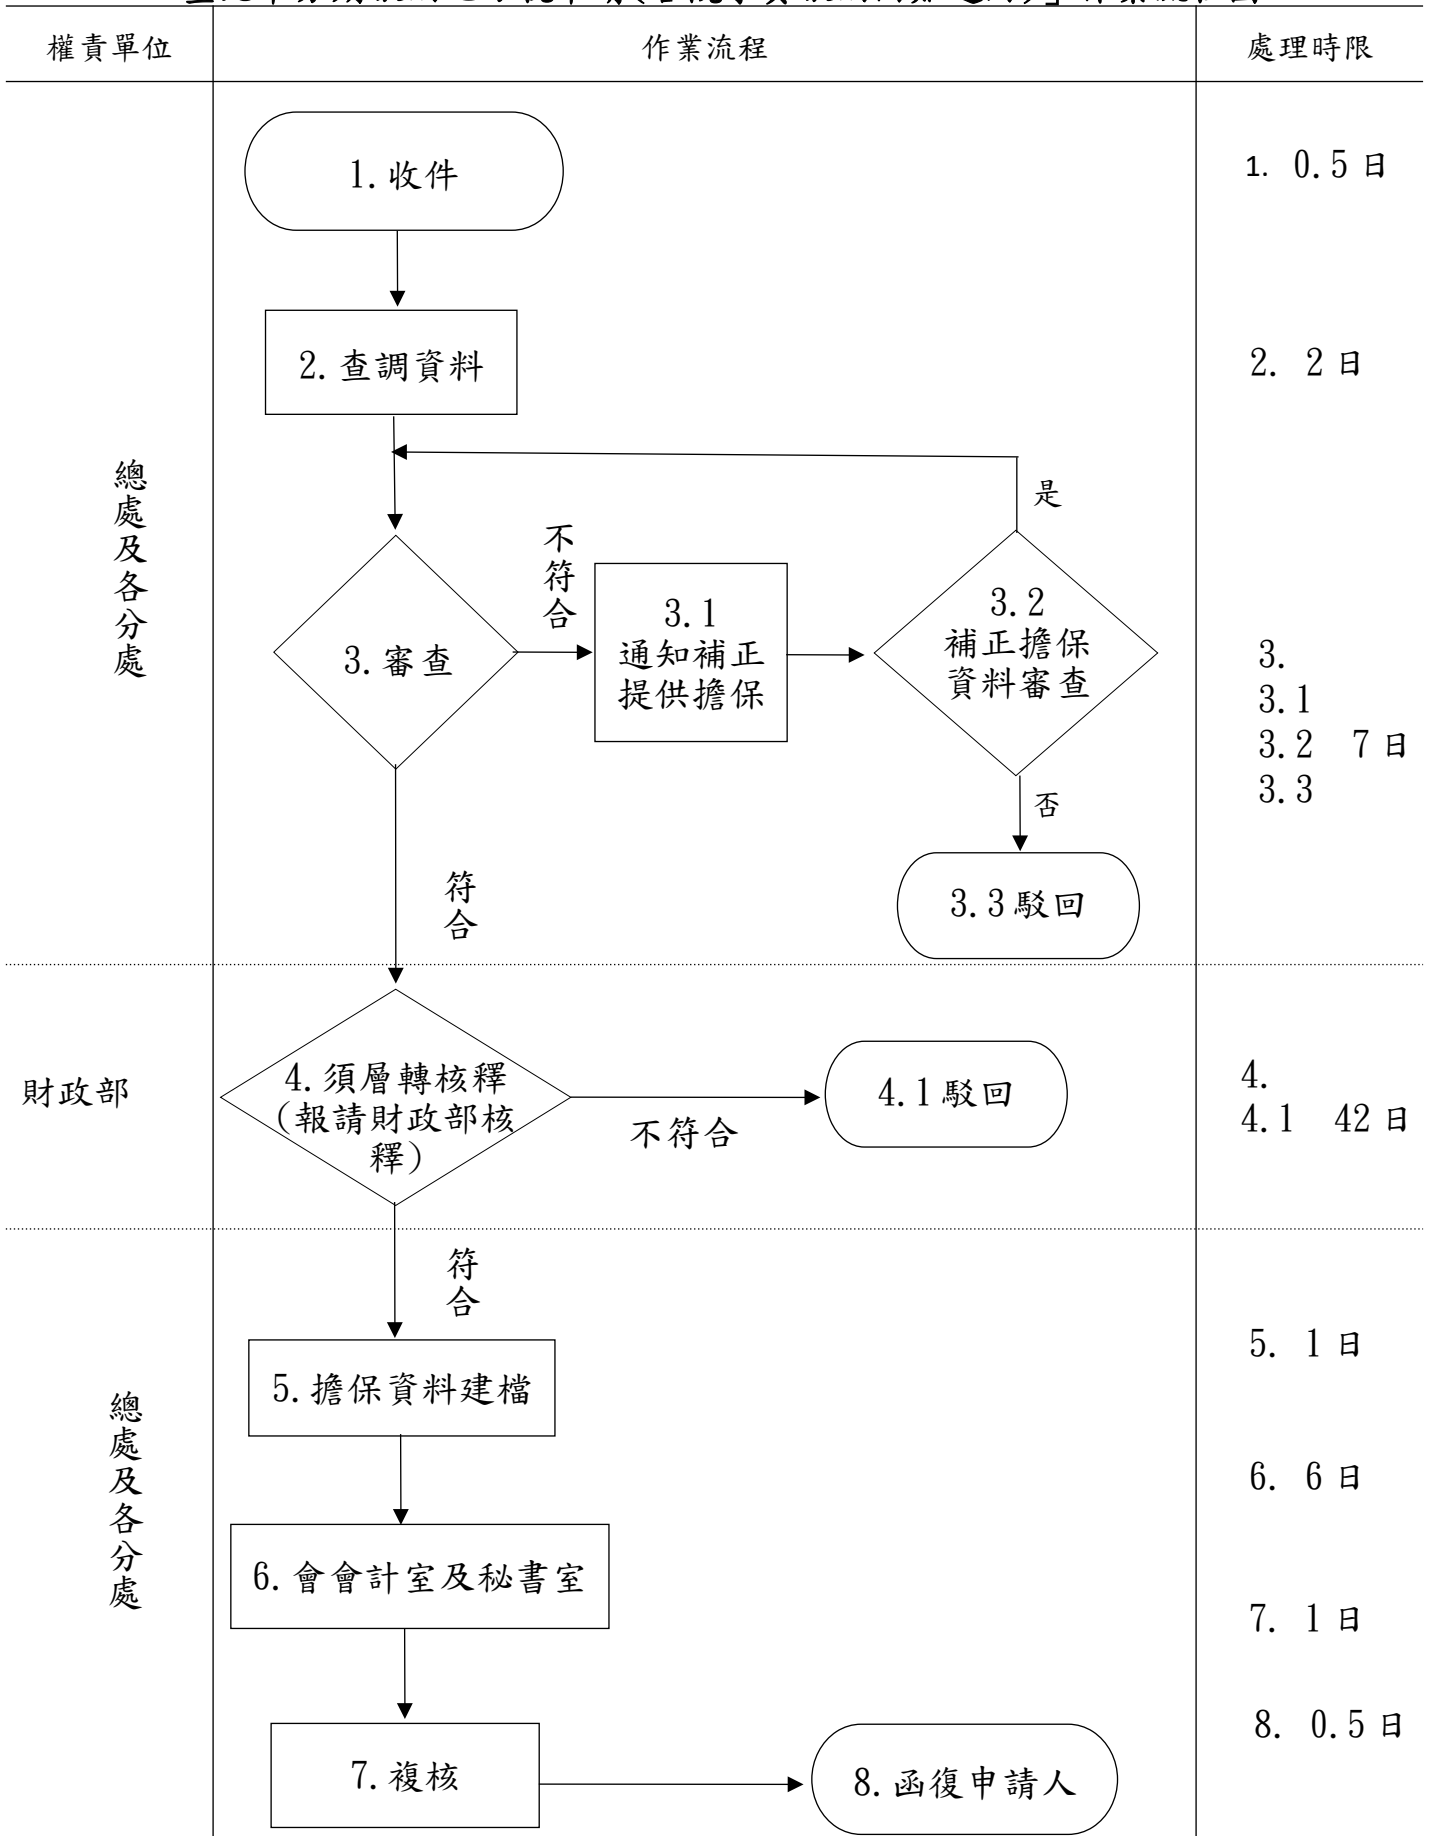 權責單位
作業流程
處理時限
1.收件
1. 0.5日
2.查調資料
2. 2日
總處及各分處
是
不符合
3.審查
3.1
通知補正
提供擔保
3.2
補正擔保
資料審查
3.
3.1
3.2 7日
3.3
否
3.3駁回
符合
財政部
4.須層轉核釋
(報請財政部核
釋)
不符合
4.1駁回
4.
4.1 42日
符合
總處及各分處
5.擔保資料建檔
5. 1日
6.會會計室及秘書室
6. 6日
7. 1日
7.複核
8.函復申請人
8. 0.5日